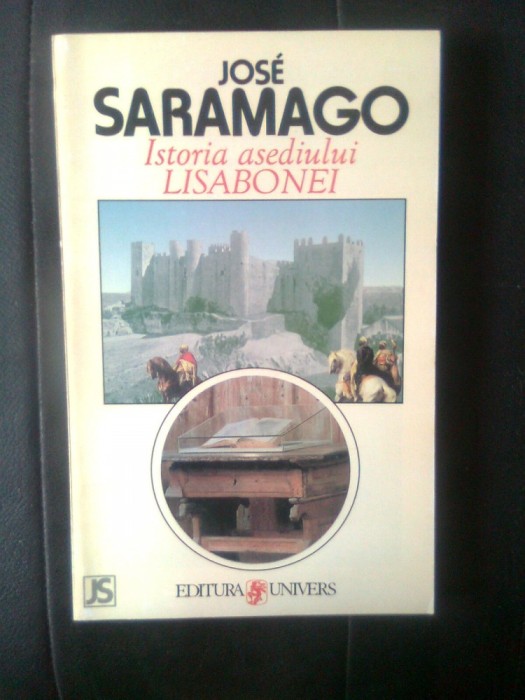 JOSÉ
SARAMAGO
Istoria asediului
LISABONEI
JS
EDITURA UNIVERS